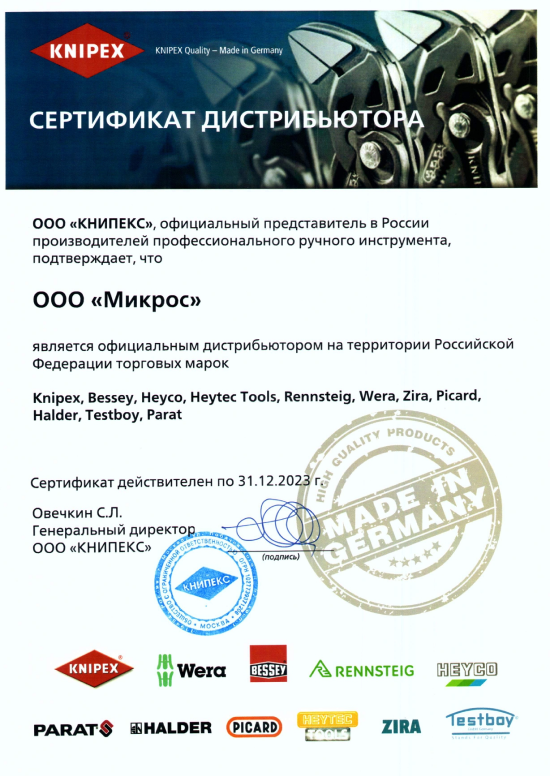 KNIPEX
KNIPEX Quality – Made in Germany
СЕРТИФИКАТ ДИСТРИБЬЮТОРА
ООО «КНИПЕКС», официальный представитель в России
производителей профессионального ручного инструмента,
подтверждает, что
ООО «Микрос»
является официальным дистрибьютором на территории Российской
Федерации торговых марок
Knipex, Bessey, Heyco, Heytec Tools, Rennsteig, Wera, Zira, Picard,
Halder, Testboy, Parat
HIGH QUALITY PRODUCTS
MADE IN
GERMANY
Сертификат действителен по 31.12.2023 г.
Овечкин С.Л.
Генеральный директор
ООО «КНИПЕКС»
(подпись)
ОБЩЕСТВО С ОГРАНИЧЕННОЙ ОТВЕТСТВЕННОСТЬЮ
КНИПЕКС
МОСКВА
KNIPEX
Wera
BESSEY
RENNSTEIG
HEYCO
PARAT
HALDER
PICARD
HEYTEC
TOOLS
ZIRA
Testboy